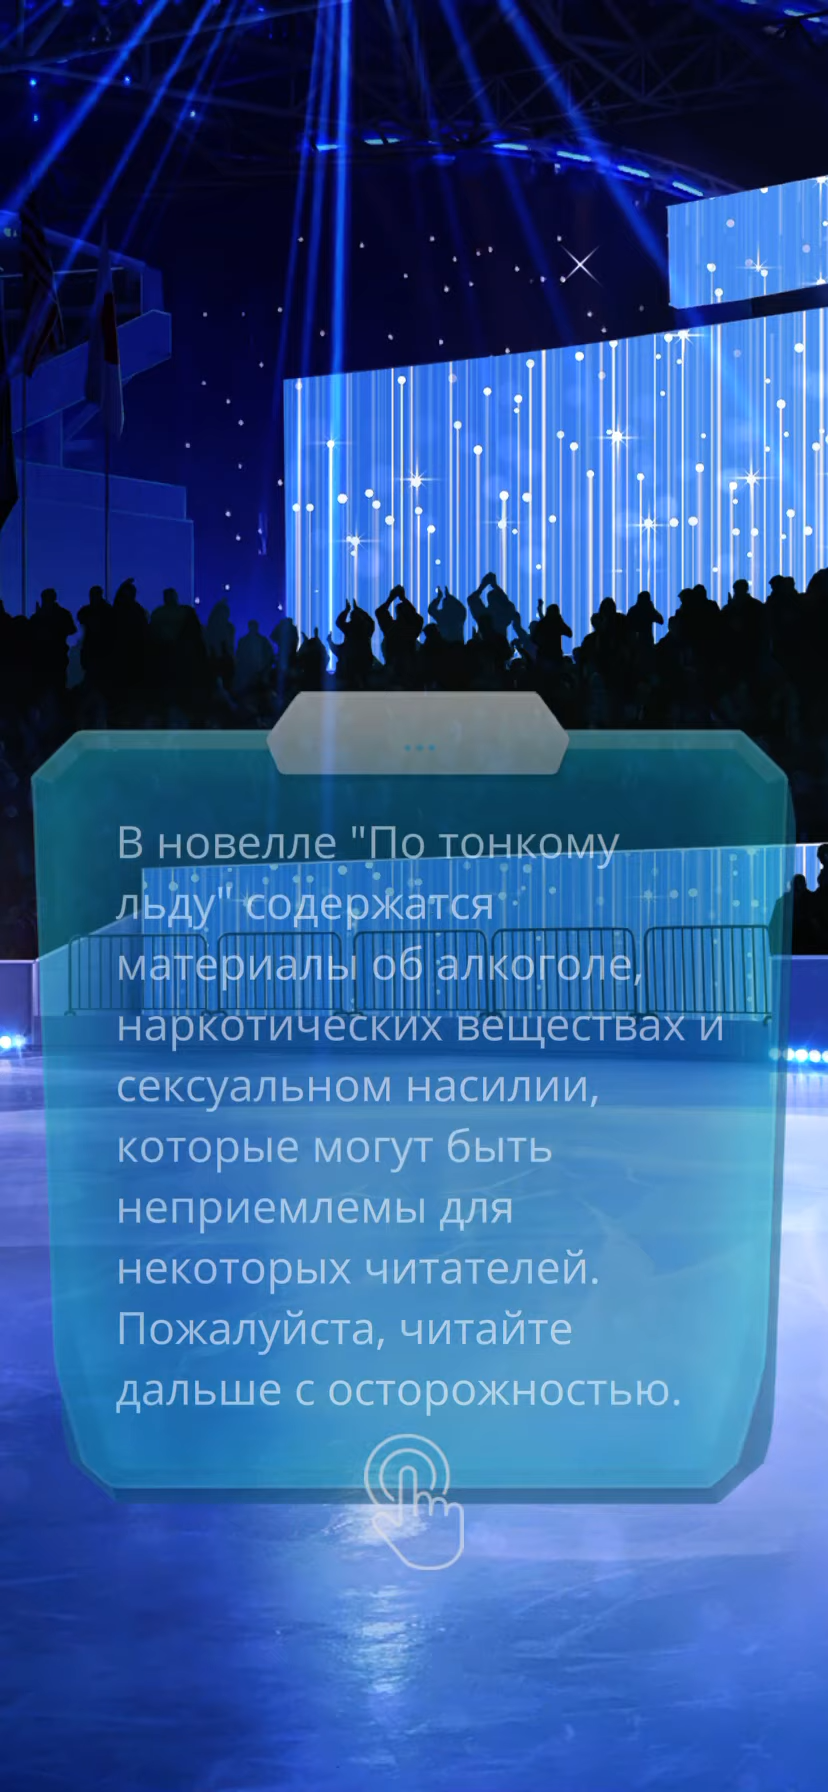 ...
В новелле "По тонкому
льду" содержатся
материалы об алкоголе,
наркотических веществах и
сексуальном насилии,
которые могут быть
неприемлемы для
некоторых читателей.
Пожалуйста, читайте
дальше с осторожностью.